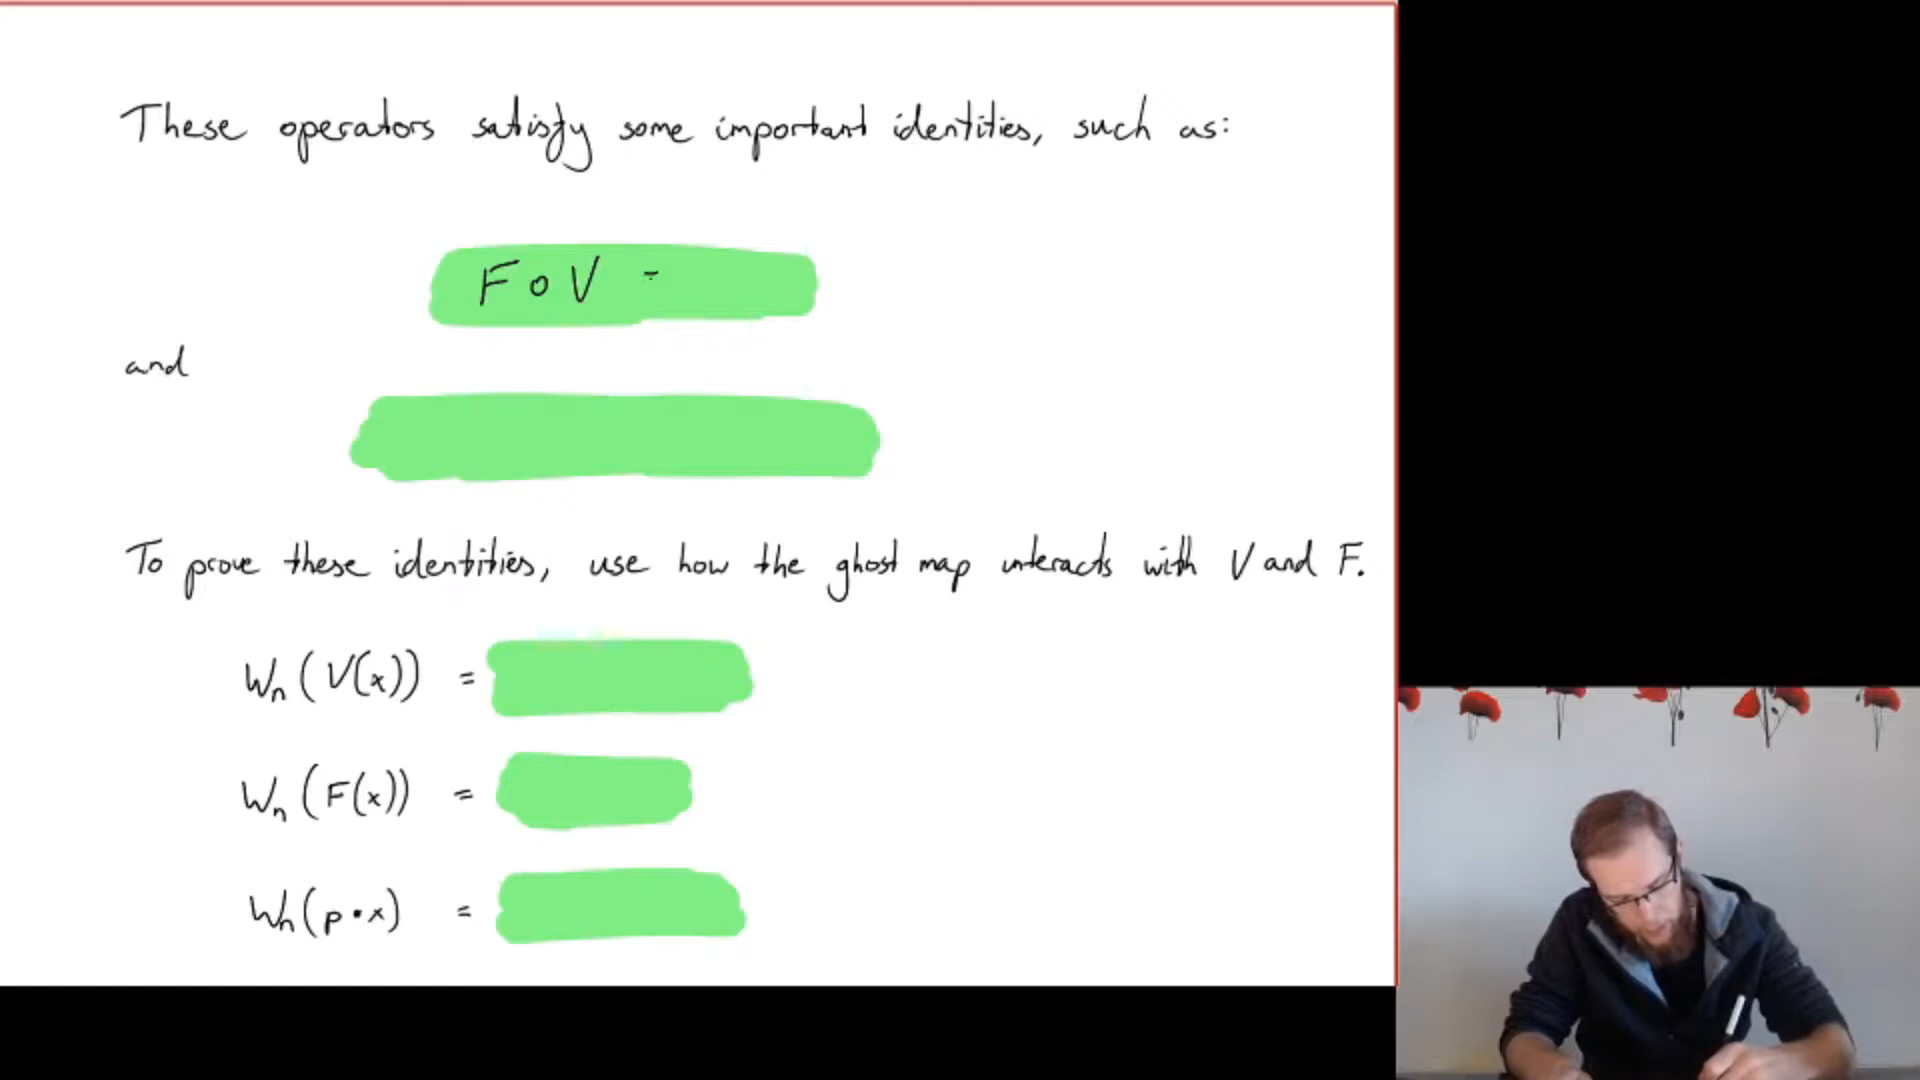 These operators satisfy some important identities, such as:
F ∘ V =
and
To prove these identities, use how the ghost map interacts with V and F.
Wn (V(x)) =
Wn (F(x)) =
Wn (p • x) =